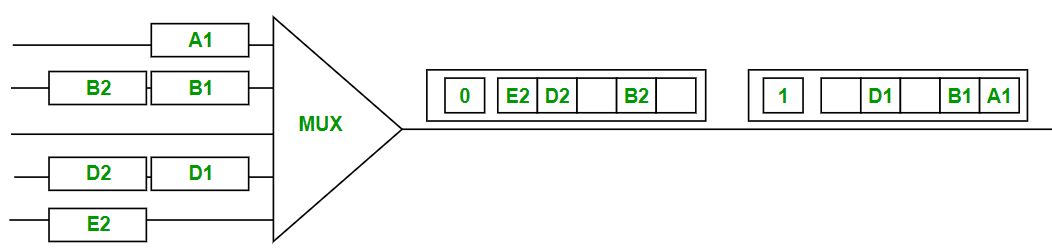 A1
B2 B1
MUX
D2 D1
E2
0 E2 D2 B2
1 D1 B1 A1